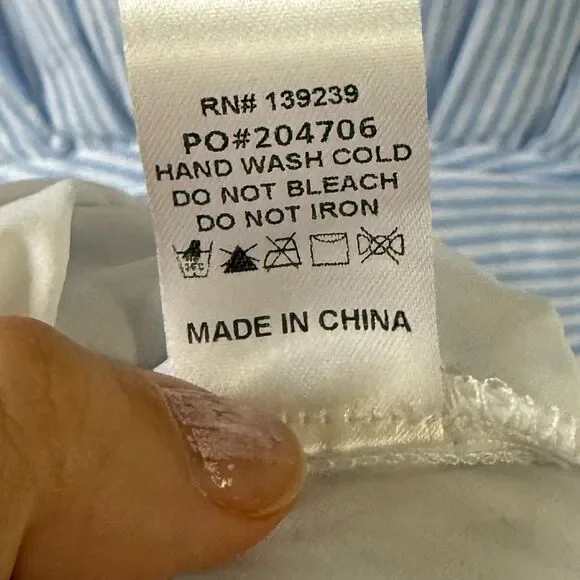 RN# 139239
PO#204706
HAND WASH COLD
DO NOT BLEACH
DO NOT IRON
MADE IN CHINA